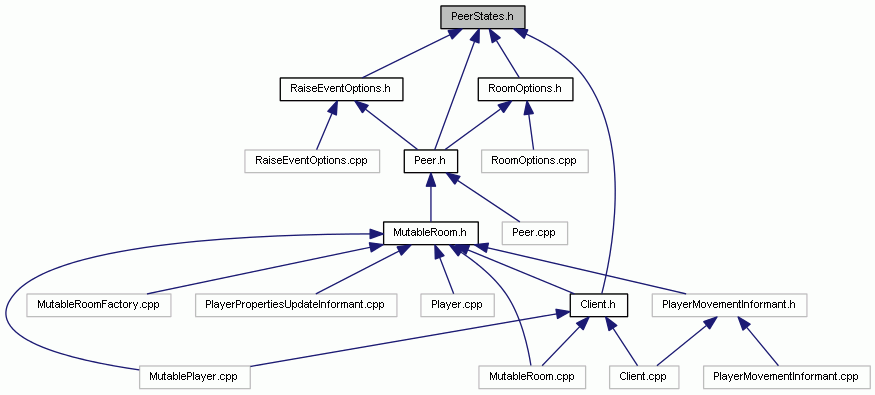 PeerStates.h
RaiseEventOptions.h
RoomOptions.h
RaiseEventOptions.cpp
Peer.h
RoomOptions.cpp
MutableRoom.h
Peer.cpp
MutableRoomFactory.cpp
PlayerPropertiesUpdateInformant.cpp
Player.cpp
Client.h
PlayerMovementInformant.h
MutablePlayer.cpp
MutableRoom.cpp
Client.cpp
PlayerMovementInformant.cpp